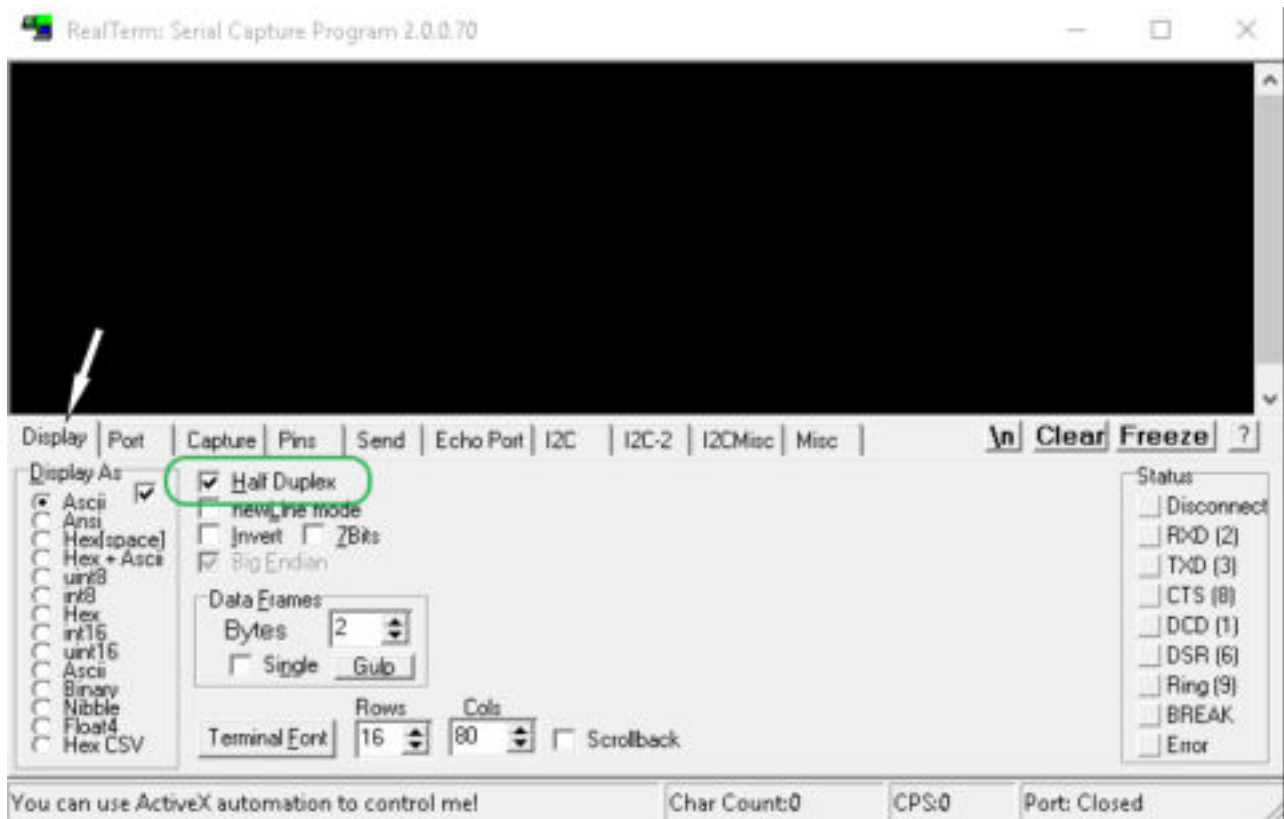 RealTerm: Serial Capture Program 2.0.0.70
Display Port Capture Pins Send Echo Port I2C I2C-2 I2CMisc Misc \n Clear Freeze ?
Display As
Ascii
Ansi
Hex[space]
Hex + Ascii
uint8
int8
Hex
int16
uint16
Ascii
Binary
Nibble
Float4
Hex CSV
Half Duplex
newLine mode
Invert 7Bits
Big Endian
Data Frames
Bytes 2
Single Gulp
Rows Cols
Terminal Font 16 80 Scrollback
Status
Disconnect
RXD (2)
TXD (3)
CTS (8)
DCD (1)
DSR (6)
Ring (9)
BREAK
Error
You can use ActiveX automation to control me! Char Count:0 CPS:0 Port: Closed